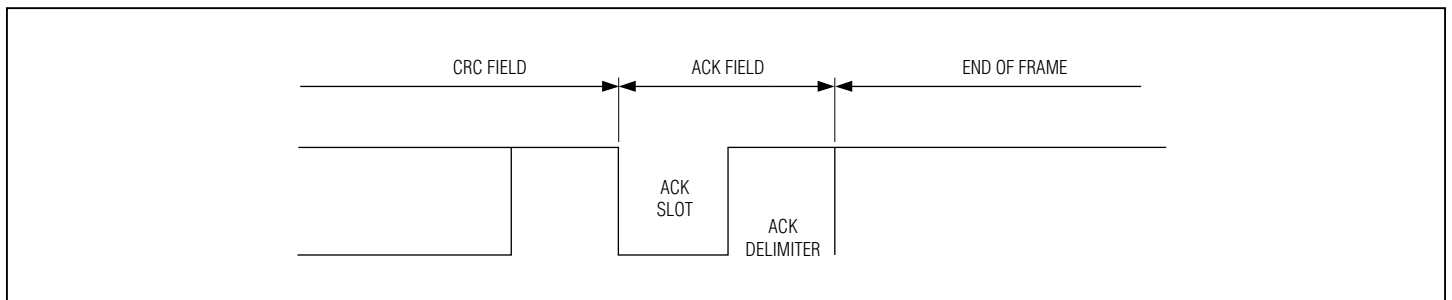 CRC FIELD
ACK FIELD
END OF FRAME
ACK
SLOT
ACK
DELIMITER